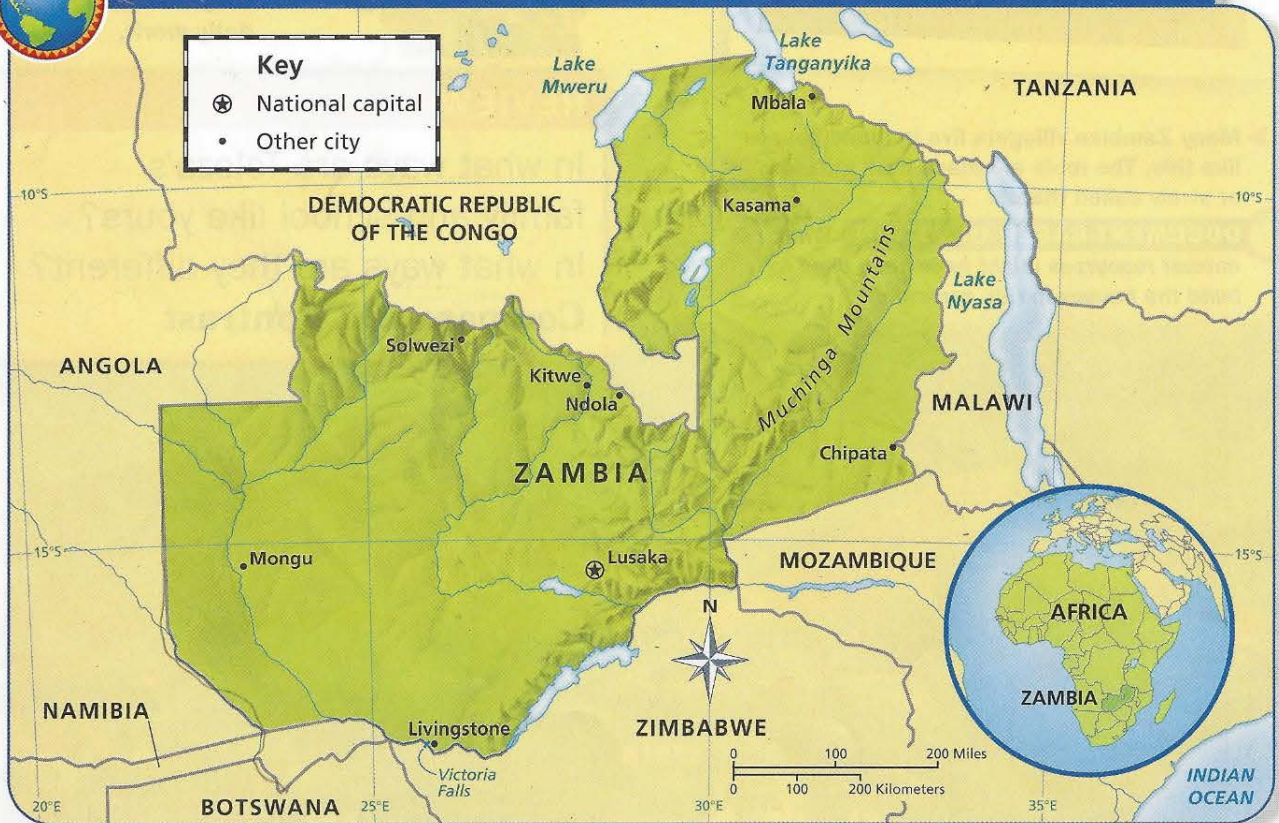 Key
National capital
Other city
Lake
Mweru
Lake
Tanganyika
TANZANIA
Mbala
10°S
10°S
DEMOCRATIC REPUBLIC
OF THE CONGO
Kasama
Muchinga Mountains
Lake
Nyasa
ANGOLA
Solwezi
Kitwe
Ndola
MALAWI
ZAMBIA
Chipata
15°S
15°S
Mongu
Lusaka
MOZAMBIQUE
N
AFRICA
ZAMBIA
NAMIBIA
Livingstone
ZIMBABWE
Victoria
Falls
0 100 200 Miles
0 100 200 Kilometers
INDIAN
OCEAN
BOTSWANA
20°E
25°E
30°E
35°E